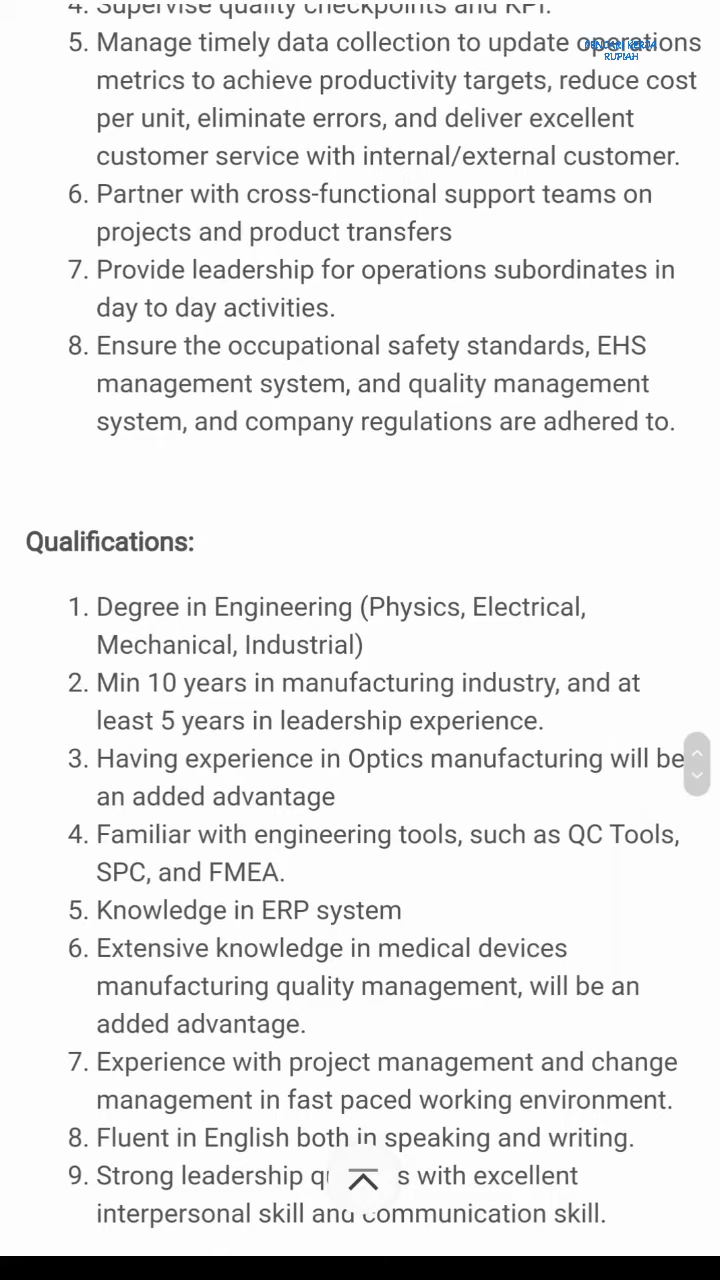 4. Supervise quality checkpoints and KPI.
5. Manage timely data collection to update operations
metrics to achieve productivity targets, reduce cost
per unit, eliminate errors, and deliver excellent
customer service with internal/external customer.
6. Partner with cross-functional support teams on
projects and product transfers
7. Provide leadership for operations subordinates in
day to day activities.
8. Ensure the occupational safety standards, EHS
management system, and quality management
system, and company regulations are adhered to.
Qualifications:
1. Degree in Engineering (Physics, Electrical,
Mechanical, Industrial)
2. Min 10 years in manufacturing industry, and at
least 5 years in leadership experience.
3. Having experience in Optics manufacturing will be
an added advantage
4. Familiar with engineering tools, such as QC Tools,
SPC, and FMEA.
5. Knowledge in ERP system
6. Extensive knowledge in medical devices
manufacturing quality management, will be an
added advantage.
7. Experience with project management and change
management in fast paced working environment.
8. Fluent in English both in speaking and writing.
9. Strong leadership with excellent
interpersonal skill and communication skill.
RUPIAH